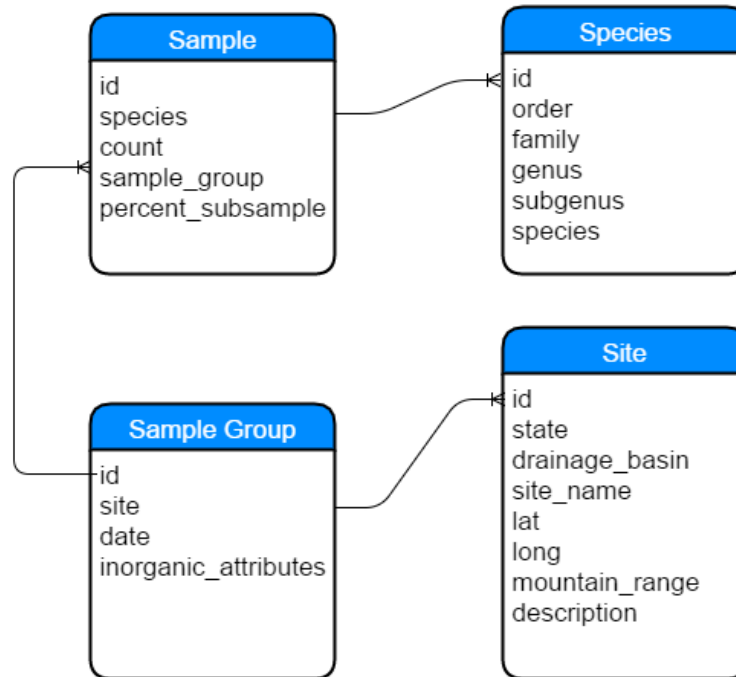 Sample
id
species
count
sample_group
percent_subsample
Species
id
order
family
genus
subgenus
species
Sample Group
id
site
date
inorganic_attributes
Site
id
state
drainage_basin
site_name
lat
long
mountain_range
description